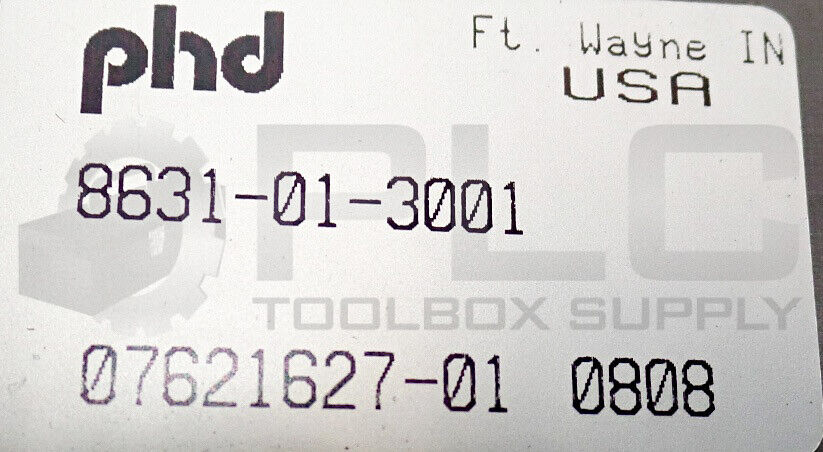 phd
Ft. Wayne IN
USA
8631-01-3001
PLC
TOOLBOX SUPPLY
07621627-01 0808